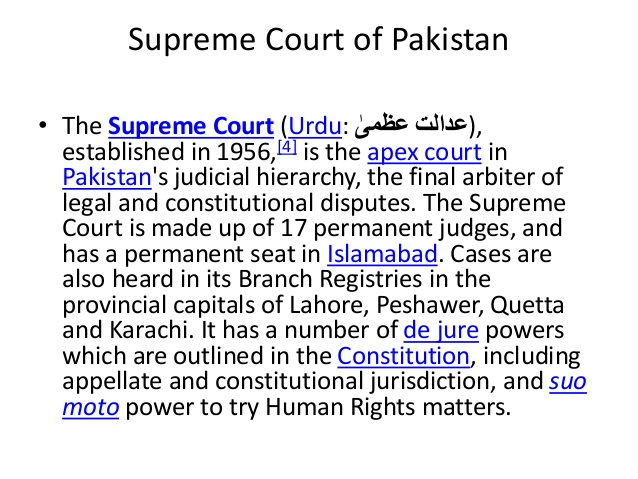 Supreme Court of Pakistan
• The Supreme Court (Urdu: عدالت عظمیٰ),
established in 1956,[4] is the apex court in
Pakistan's judicial hierarchy, the final arbiter of
legal and constitutional disputes. The Supreme
Court is made up of 17 permanent judges, and
has a permanent seat in Islamabad. Cases are
also heard in its Branch Registries in the
provincial capitals of Lahore, Peshawer, Quetta
and Karachi. It has a number of de jure powers
which are outlined in the Constitution, including
appellate and constitutional jurisdiction, and suo
moto power to try Human Rights matters.